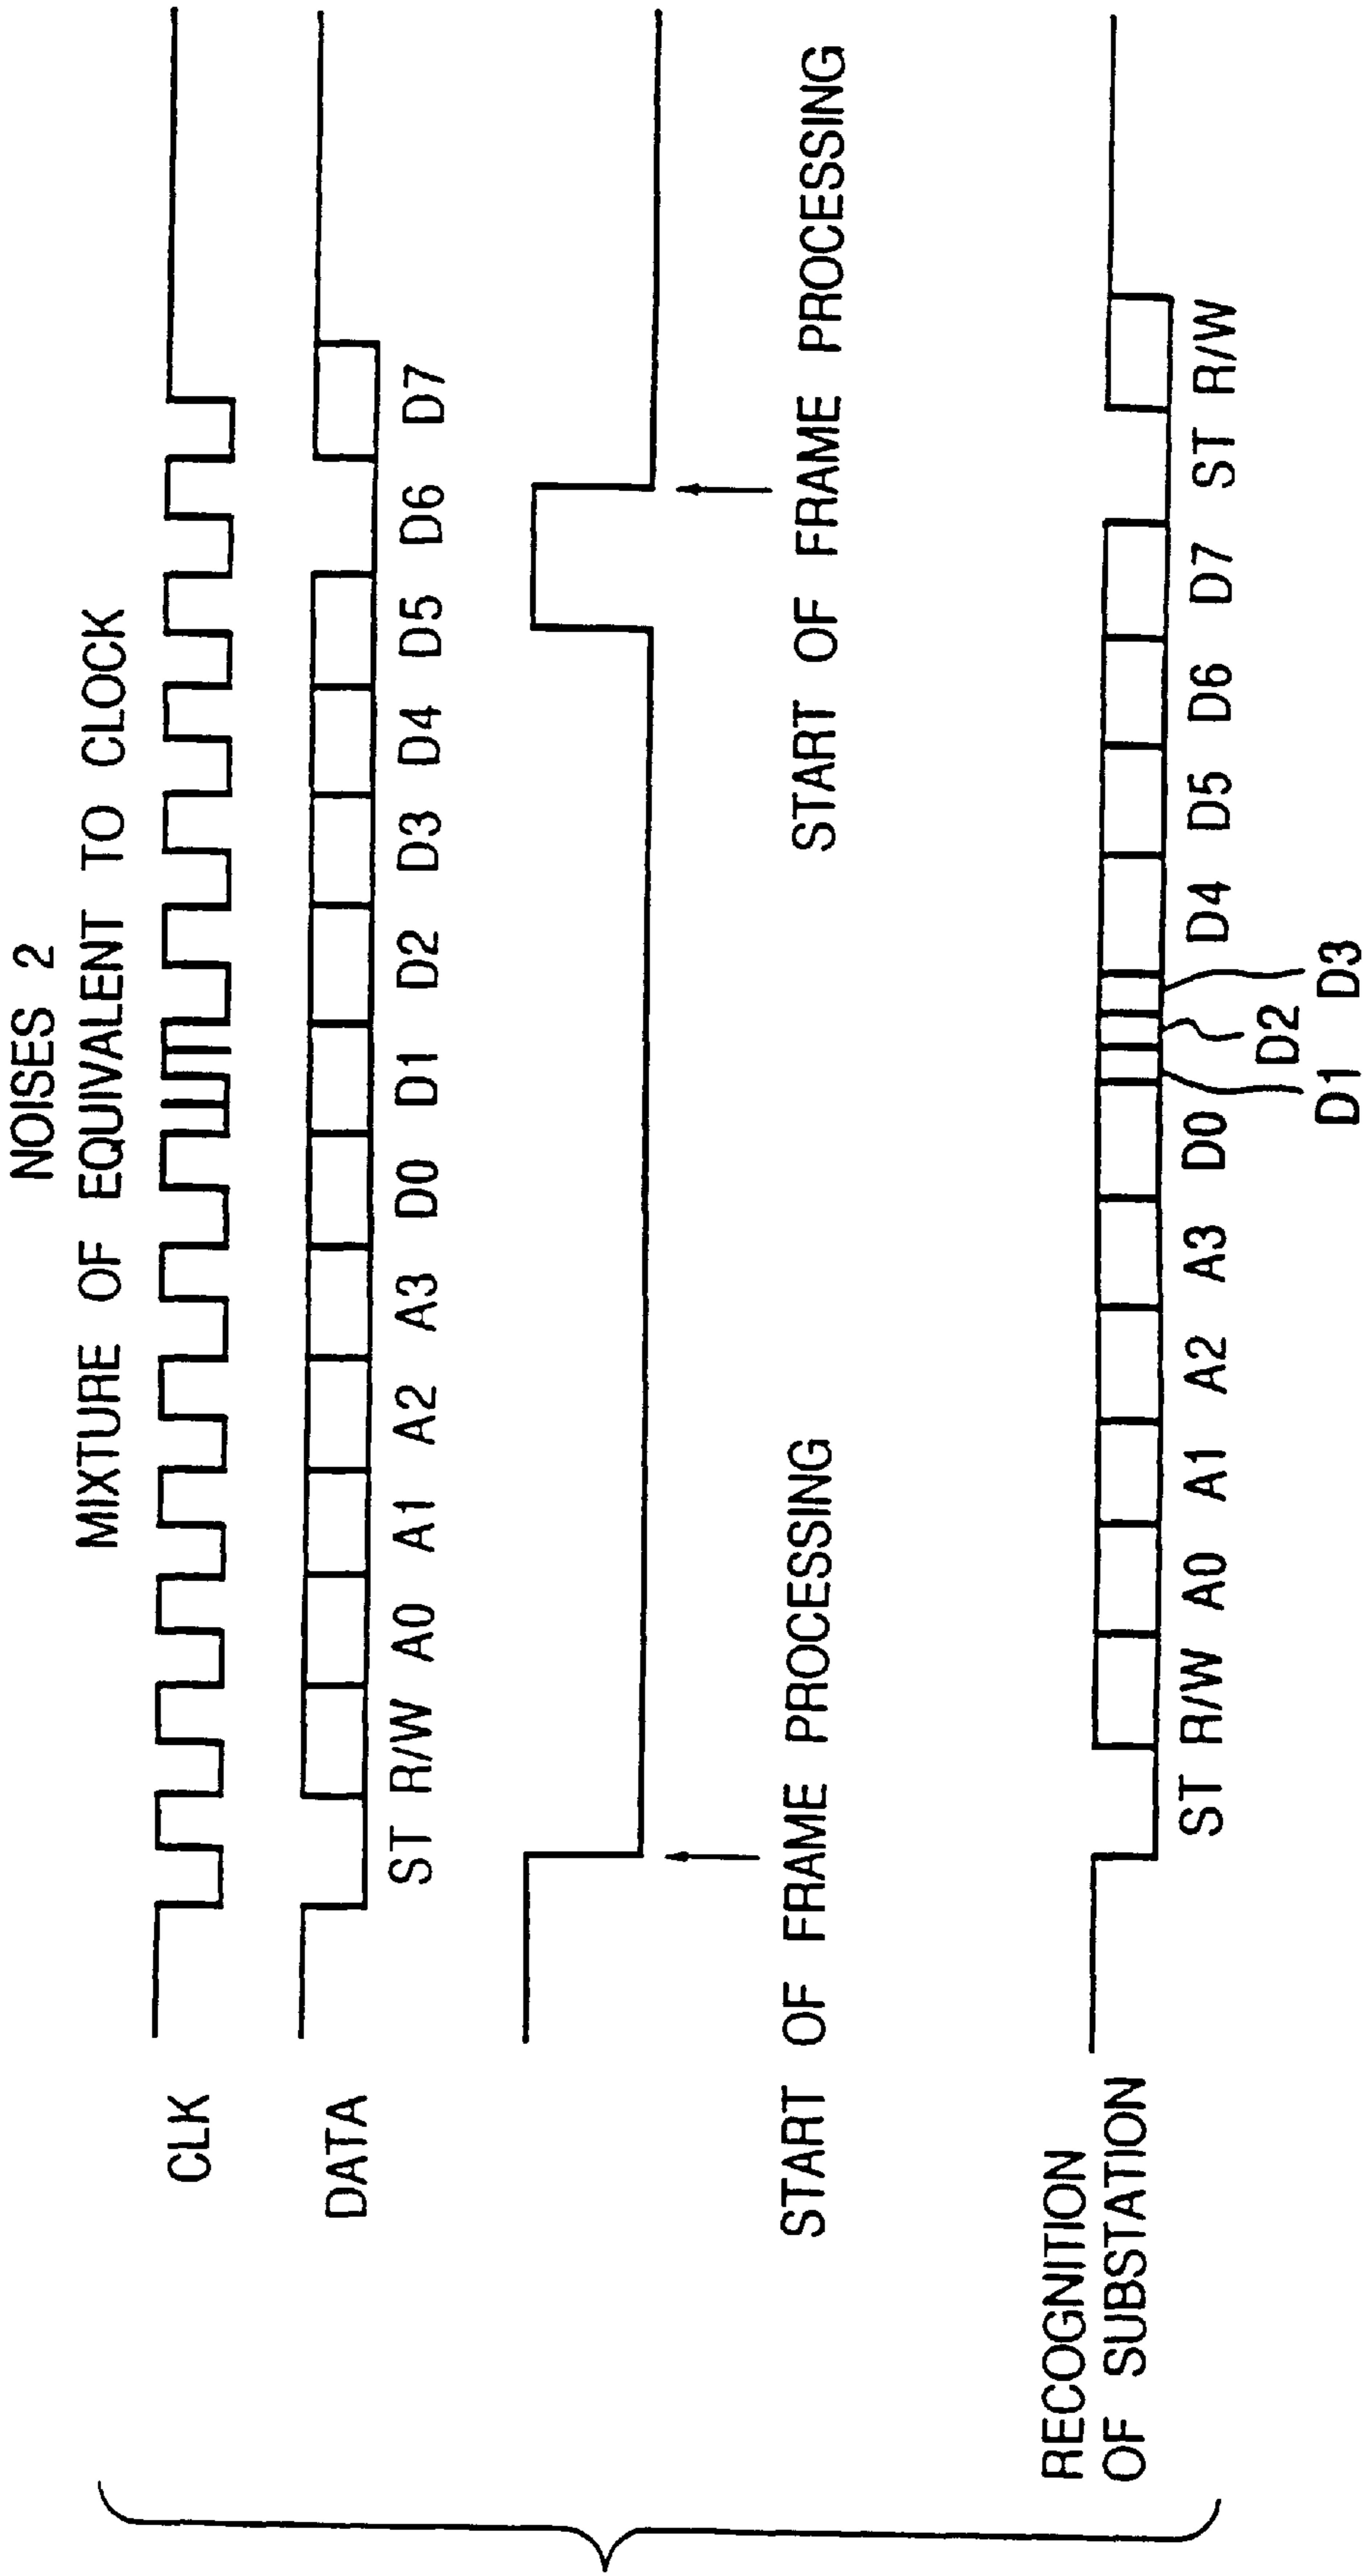 NOISES 2
MIXTURE OF EQUIVALENT TO CLOCK
CLK
DATA
ST R/W A0 A1 A2 A3 D0 D1 D2 D3 D4 D5 D6 D7
START OF FRAME PROCESSING
START OF FRAME PROCESSING
RECOGNITION
OF SUBSTATION
ST R/W A0 A1 A2 A3 D0 D4 D5 D6 D7 ST R/W
D2
D1 D3